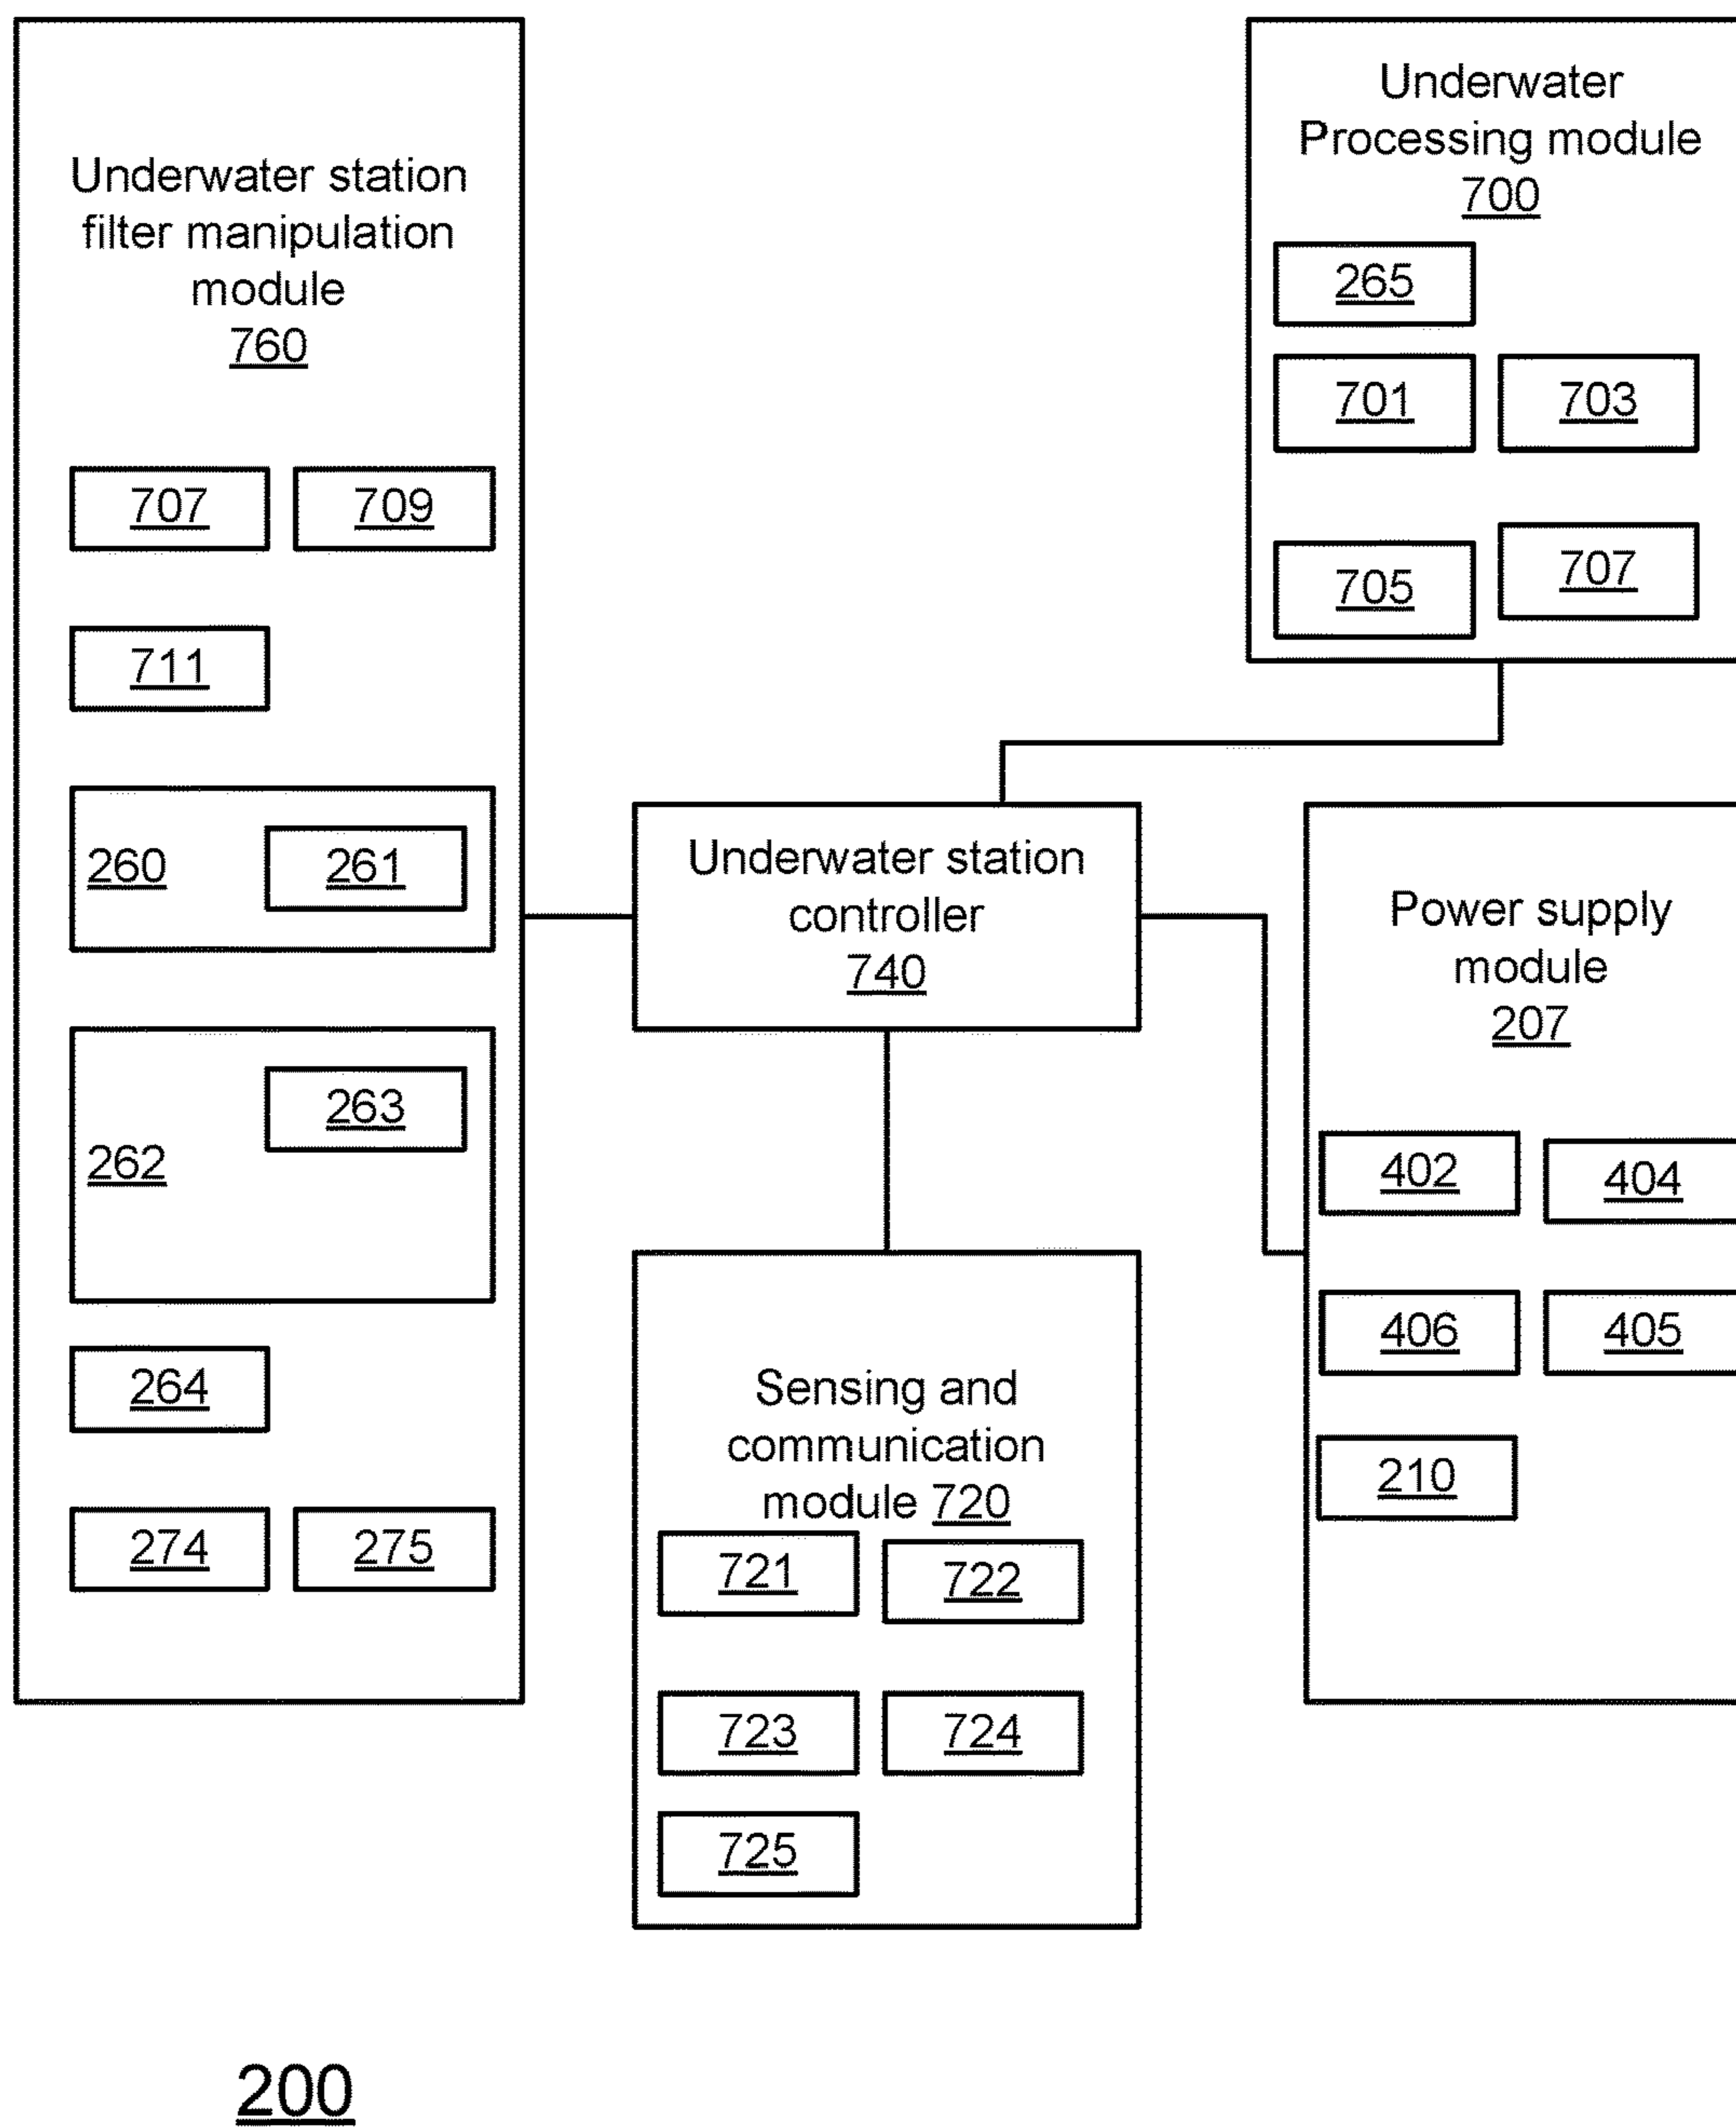 Underwater station
filter manipulation
module
760
707 709
711
260 261
262 263
264
274 275
Underwater
Processing module
700
265
701 703
705 707
Underwater station
controller
740
Power supply
module
207
402 404
406 405
210
Sensing and
communication
module 720
721 722
723 724
725
200